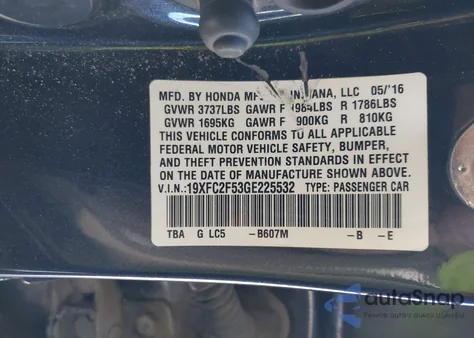 MFD. BY HONDA MF INDIANA, LLC 05/'16
GVWR 3737LBS GAWR F 1984LBS R 1786LBS
GVWR 1695KG GAWR F 900KG R 810KG
THIS VEHICLE CONFORMS TO ALL APPLICABLE
FEDERAL MOTOR VEHICLE SAFETY, BUMPER,
AND THEFT PREVENTION STANDARDS IN EFFECT
ON THE DATE OF MANUFACTURE SHOWN ABOVE.
V.I.N.: 19XFC2F53GE225532 TYPE: PASSENGER CAR
TBA G LC5 -B607M -B -E
autoSnap